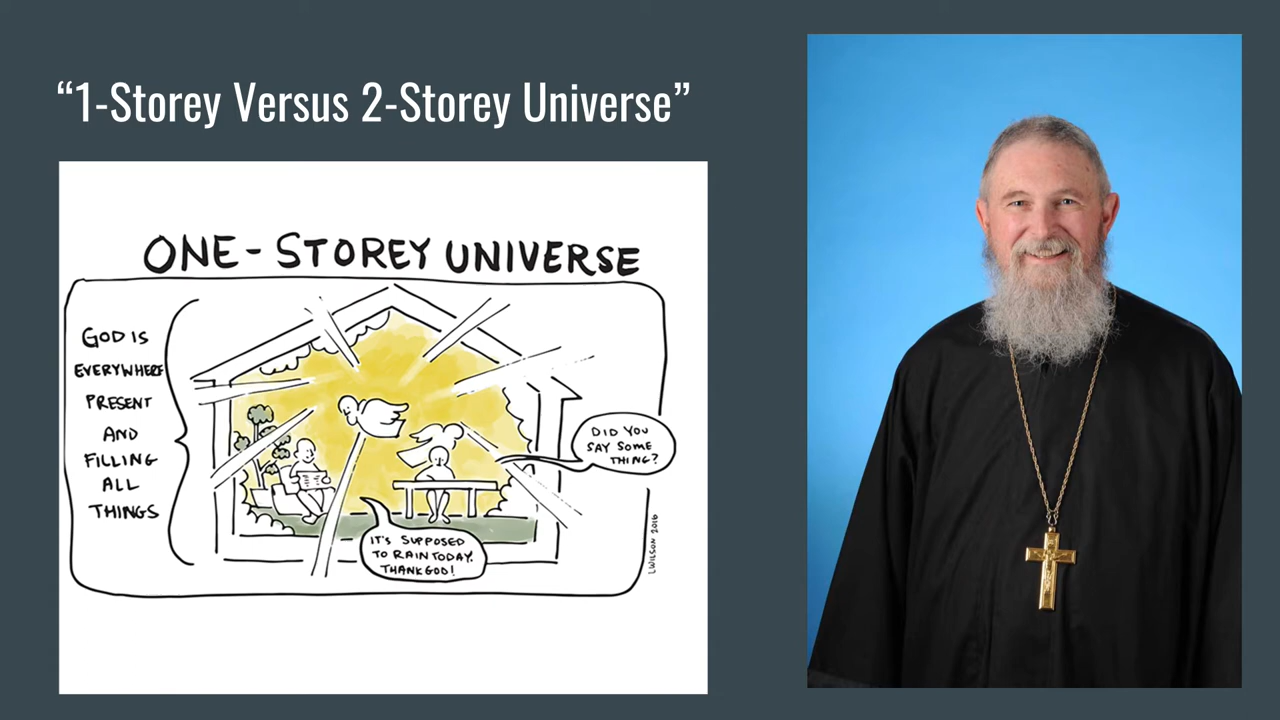 “1-Storey Versus 2-Storey Universe”
ONE-STOREY UNIVERSE
GOD IS
EVERYWHERE
PRESENT
AND
FILLING
ALL
THINGS
DID YOU
SAY SOME
THING?
IT'S SUPPOSED
TO RAIN TODAY.
THANK GOD!
L WILSON 2016